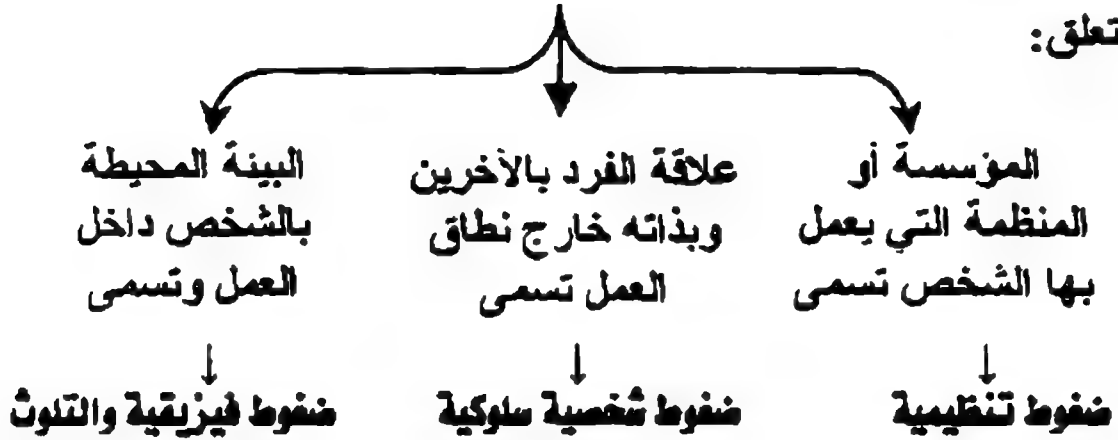 تعلق:
المؤسسة أو
المنظمة التي يعمل
بها الشخص تسمى
ضغوط تنظيمية
علاقة الفرد بالآخرين
وبذاته خارج نطاق
العمل تسمى
ضغوط شخصية سلوكية
البيئة المحيطة
بالشخص داخل
العمل وتسمى
ضغوط فيزيقية والتلوث